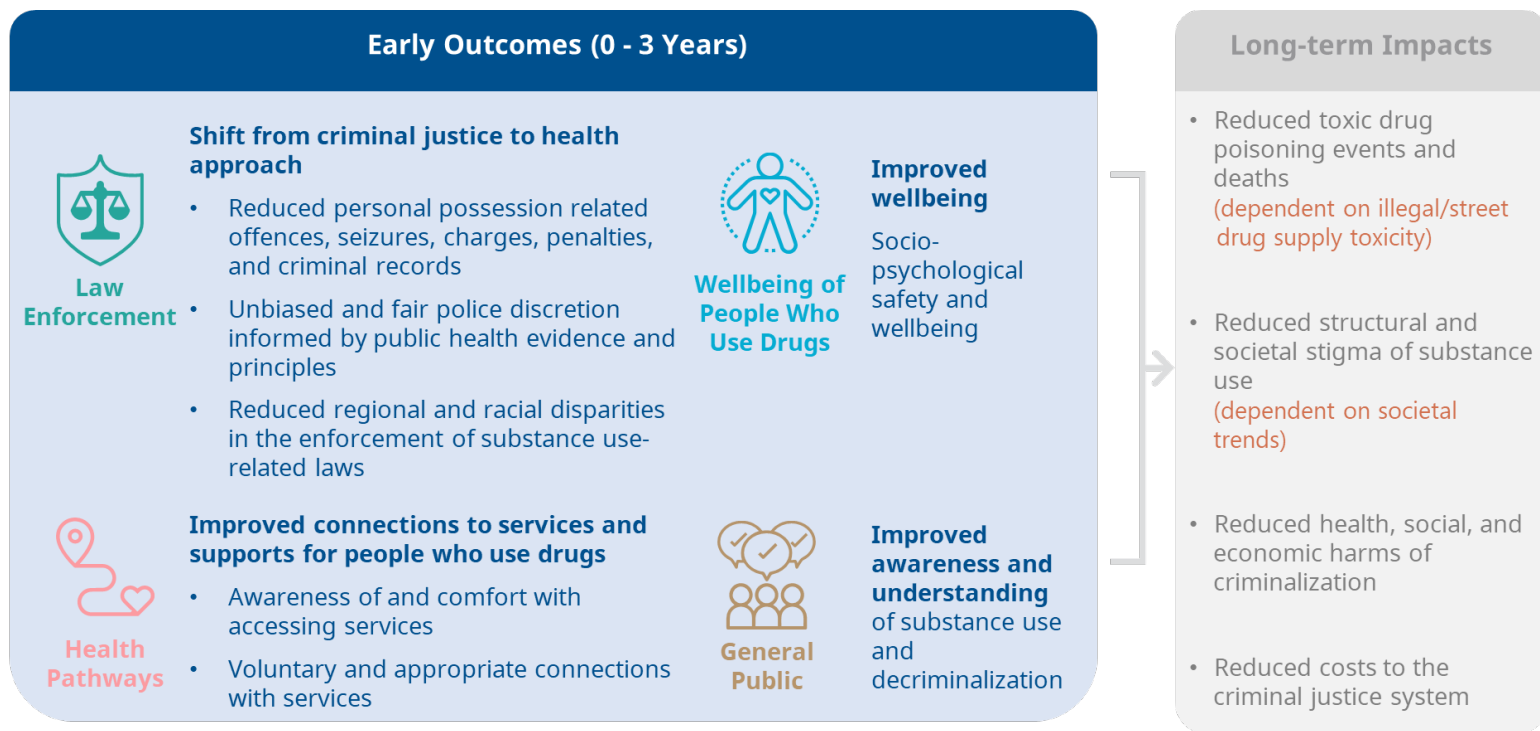 Early Outcomes (0 - 3 Years)
Law
Enforcement
Shift from criminal justice to health
approach
• Reduced personal possession related
offences, seizures, charges, penalties,
and criminal records
• Unbiased and fair police discretion
informed by public health evidence and
principles
• Reduced regional and racial disparities
in the enforcement of substance use-
related laws
Wellbeing of
People Who
Use Drugs
Improved
wellbeing
Socio-
psychological
safety and
wellbeing
Health
Pathways
Improved connections to services and
supports for people who use drugs
• Awareness of and comfort with
accessing services
• Voluntary and appropriate connections
with services
General
Public
Improved
awareness and
understanding
of substance use
and
decriminalization
Long-term Impacts
• Reduced toxic drug
poisoning events and
deaths
(dependent on illegal/street
drug supply toxicity)
• Reduced structural and
societal stigma of substance
use
(dependent on societal
trends)
• Reduced health, social, and
economic harms of
criminalization
• Reduced costs to the
criminal justice system